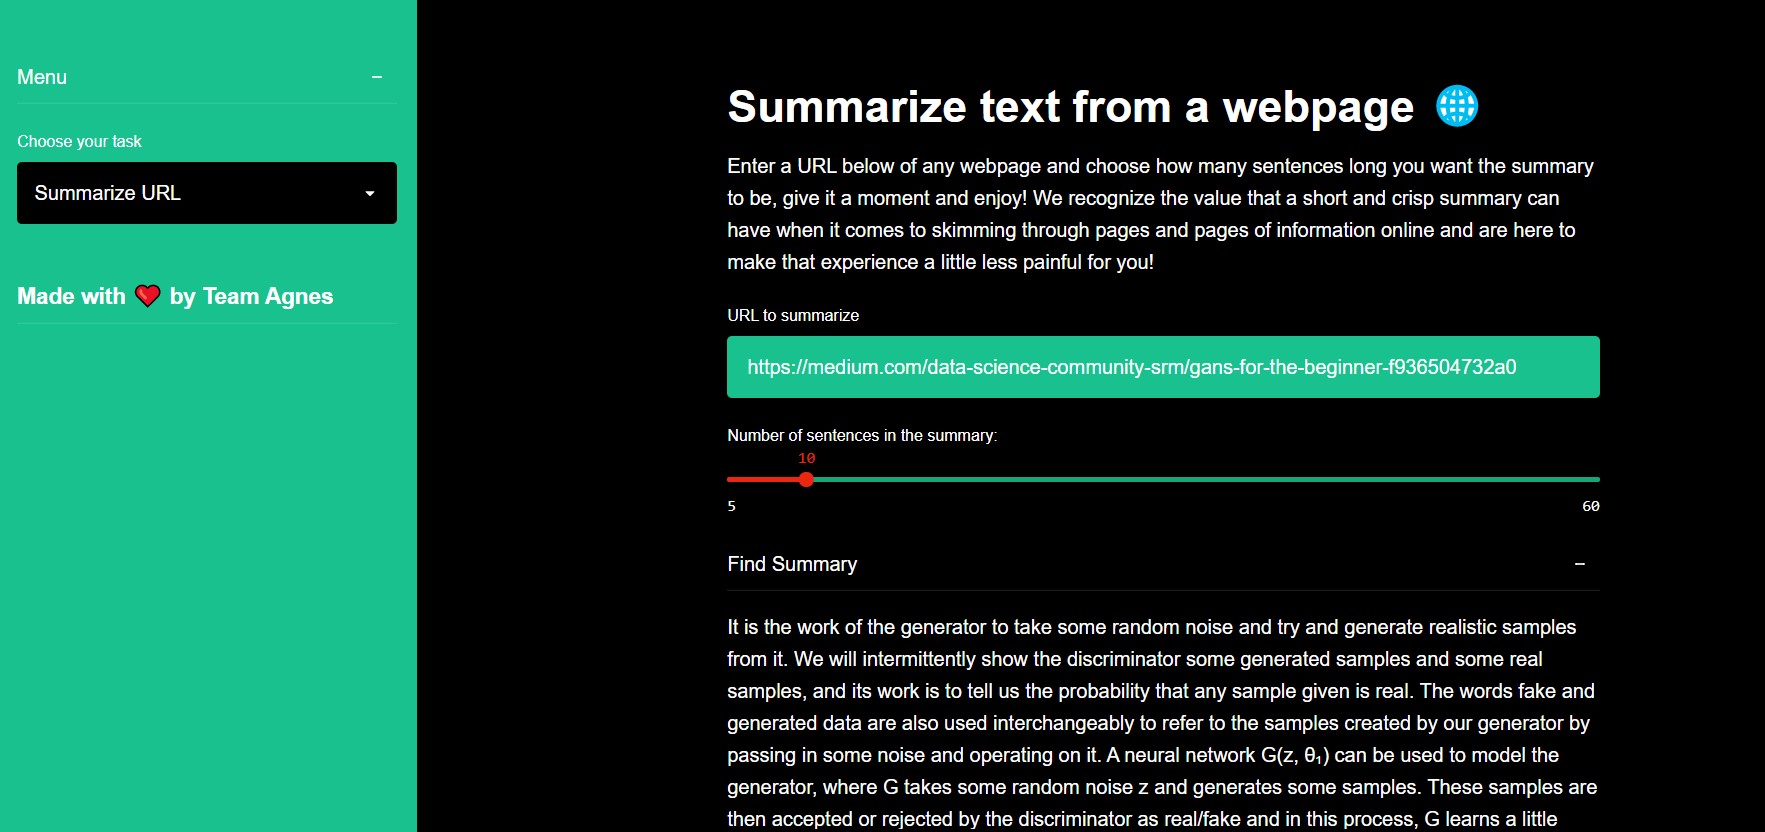 Menu
Choose your task
Summarize URL
Made with ❤️ by Team Agnes
Summarize text from a webpage 🌐
Enter a URL below of any webpage and choose how many sentences long you want the summary
to be, give it a moment and enjoy! We recognize the value that a short and crisp summary can
have when it comes to skimming through pages and pages of information online and are here to
make that experience a little less painful for you!
URL to summarize
https://medium.com/data-science-community-srm/gans-for-the-beginner-f936504732a0
Number of sentences in the summary:
10
5 60
Find Summary
It is the work of the generator to take some random noise and try and generate realistic samples
from it. We will intermittently show the discriminator some generated samples and some real
samples, and its work is to tell us the probability that any sample given is real. The words fake and
generated data are also used interchangeably to refer to the samples created by our generator by
passing in some noise and operating on it. A neural network G(z, θ₁) can be used to model the
generator, where G takes some random noise z and generates some samples. These samples are
then accepted or rejected by the discriminator as real/fake and in this process, G learns a little